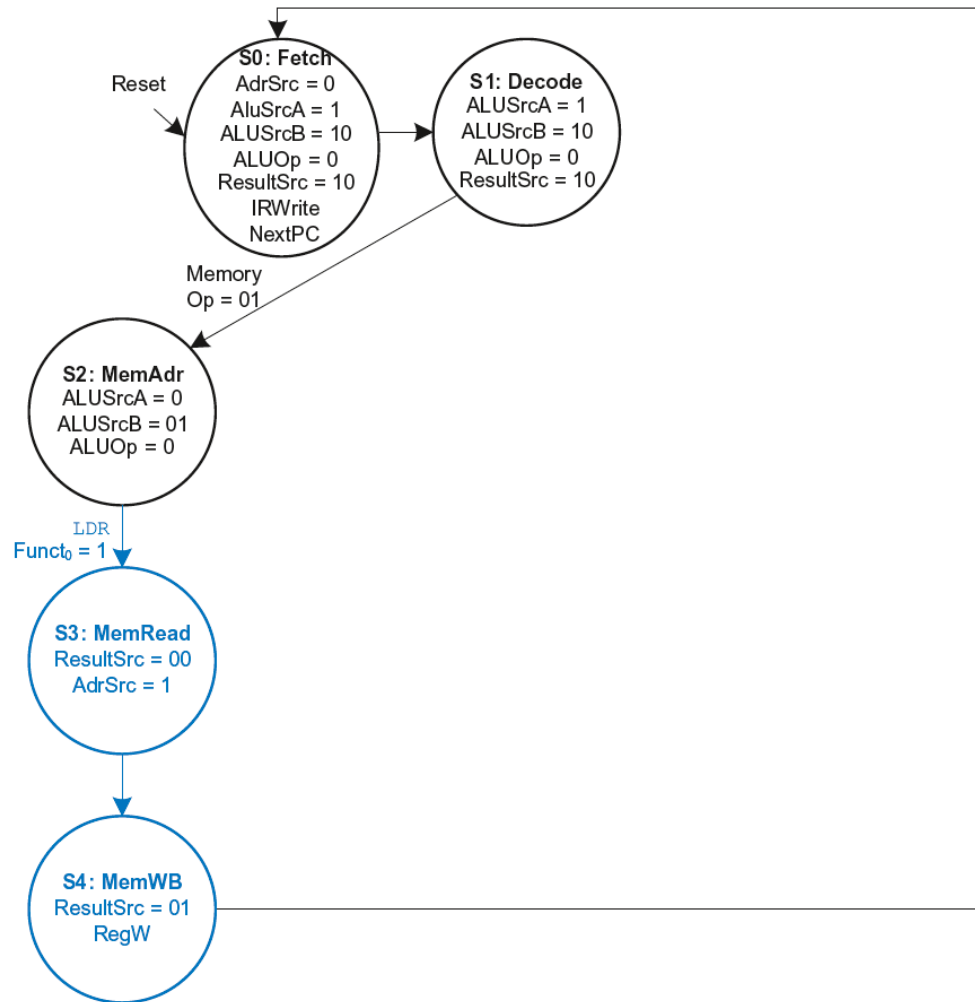 Reset
S0: Fetch
AdrSrc = 0
AluSrcA = 1
ALUSrcB = 10
ALUOp = 0
ResultSrc = 10
IRWrite
NextPC
S1: Decode
ALUSrcA = 1
ALUSrcB = 10
ALUOp = 0
ResultSrc = 10
Memory
Op = 01
S2: MemAdr
ALUSrcA = 0
ALUSrcB = 01
ALUOp = 0
LDR
Funct₀ = 1
S3: MemRead
ResultSrc = 00
AdrSrc = 1
S4: MemWB
ResultSrc = 01
RegW